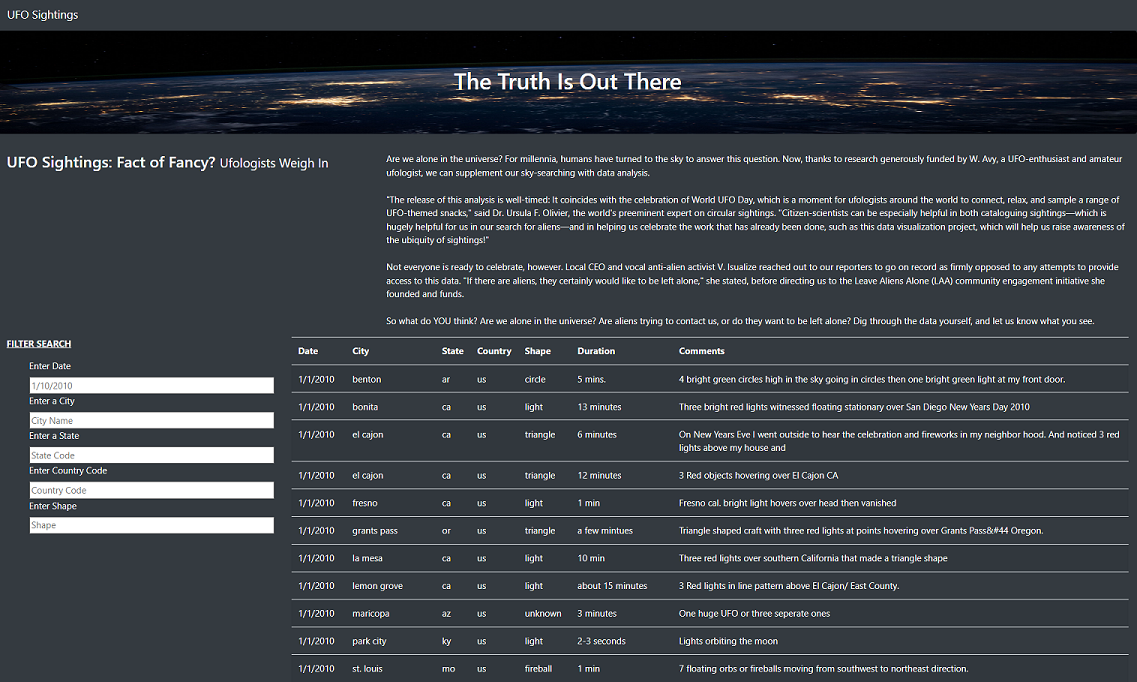 UFO Sightings
The Truth Is Out There
UFO Sightings: Fact of Fancy? Ufologists Weigh In
Are we alone in the universe? For millennia, humans have turned to the sky to answer this question. Now, thanks to research generously funded by W. Avy, a UFO-enthusiast and amateur
ufologist, we can supplement our sky-searching with data analysis.
"The release of this analysis is well-timed: It coincides with the celebration of World UFO Day, which is a moment for ufologists around the world to connect, relax, and sample a range of
UFO-themed snacks," said Dr. Ursula F. Olivier, the world's preeminent expert on circular sightings. "Citizen-scientists can be especially helpful in both cataloguing sightings—which is
hugely helpful for us in our search for aliens—and in helping us celebrate the work that has already been done, such as this data visualization project, which will help us raise awareness of
the ubiquity of sightings!"
Not everyone is ready to celebrate, however. Local CEO and vocal anti-alien activist V. Isualize reached out to our reporters to go on record as firmly opposed to any attempts to provide
access to this data. "If there are aliens, they certainly would like to be left alone," she stated, before directing us to the Leave Aliens Alone (LAA) community engagement initiative she
founded and funds.
So what do YOU think? Are we alone in the universe? Are aliens trying to contact us, or do they want to be left alone? Dig through the data yourself, and let us know what you see.
FILTER SEARCH
Enter Date
1/10/2010
Enter a City
City Name
Enter a State
State Code
Enter Country Code
Country Code
Enter Shape
Shape
Date City State Country Shape Duration Comments
1/1/2010 benton ar us circle 5 mins. 4 bright green circles high in the sky going in circles then one bright green light at my front door.
1/1/2010 bonita ca us light 13 minutes Three bright red lights witnessed floating stationary over San Diego New Years Day 2010
1/1/2010 el cajon ca us triangle 6 minutes On New Years Eve I went outside to hear the celebration and fireworks in my neighbor hood. And noticed 3 red
lights above my house and
1/1/2010 el cajon ca us triangle 12 minutes 3 Red objects hovering over El Cajon CA
1/1/2010 fresno ca us light 1 min Fresno cal. bright light hovers over head then vanished
1/1/2010 grants pass or us triangle a few mintues Triangle shaped craft with three red lights at points hovering over Grants Pass&#44 Oregon.
1/1/2010 la mesa ca us light 10 min Three red lights over southern California that made a triangle shape
1/1/2010 lemon grove ca us light about 15 minutes 3 Red lights in line pattern above El Cajon/ East County.
1/1/2010 maricopa az us unknown 3 minutes One huge UFO or three seperate ones
1/1/2010 park city ky us light 2-3 seconds Lights orbiting the moon
1/1/2010 st. louis mo us fireball 1 min 7 floating orbs or fireballs moving from southwest to northeast direction.